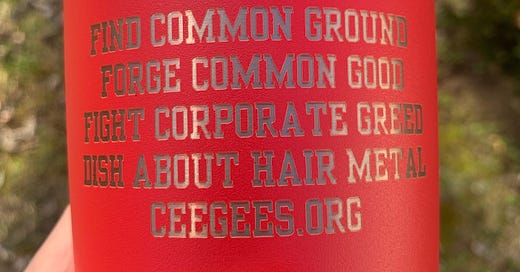 FIND COMMON GROUND
FORGE COMMON GOOD
FIGHT CORPORATE GREED
DISH ABOUT HAIR METAL
CEEGEES.ORG